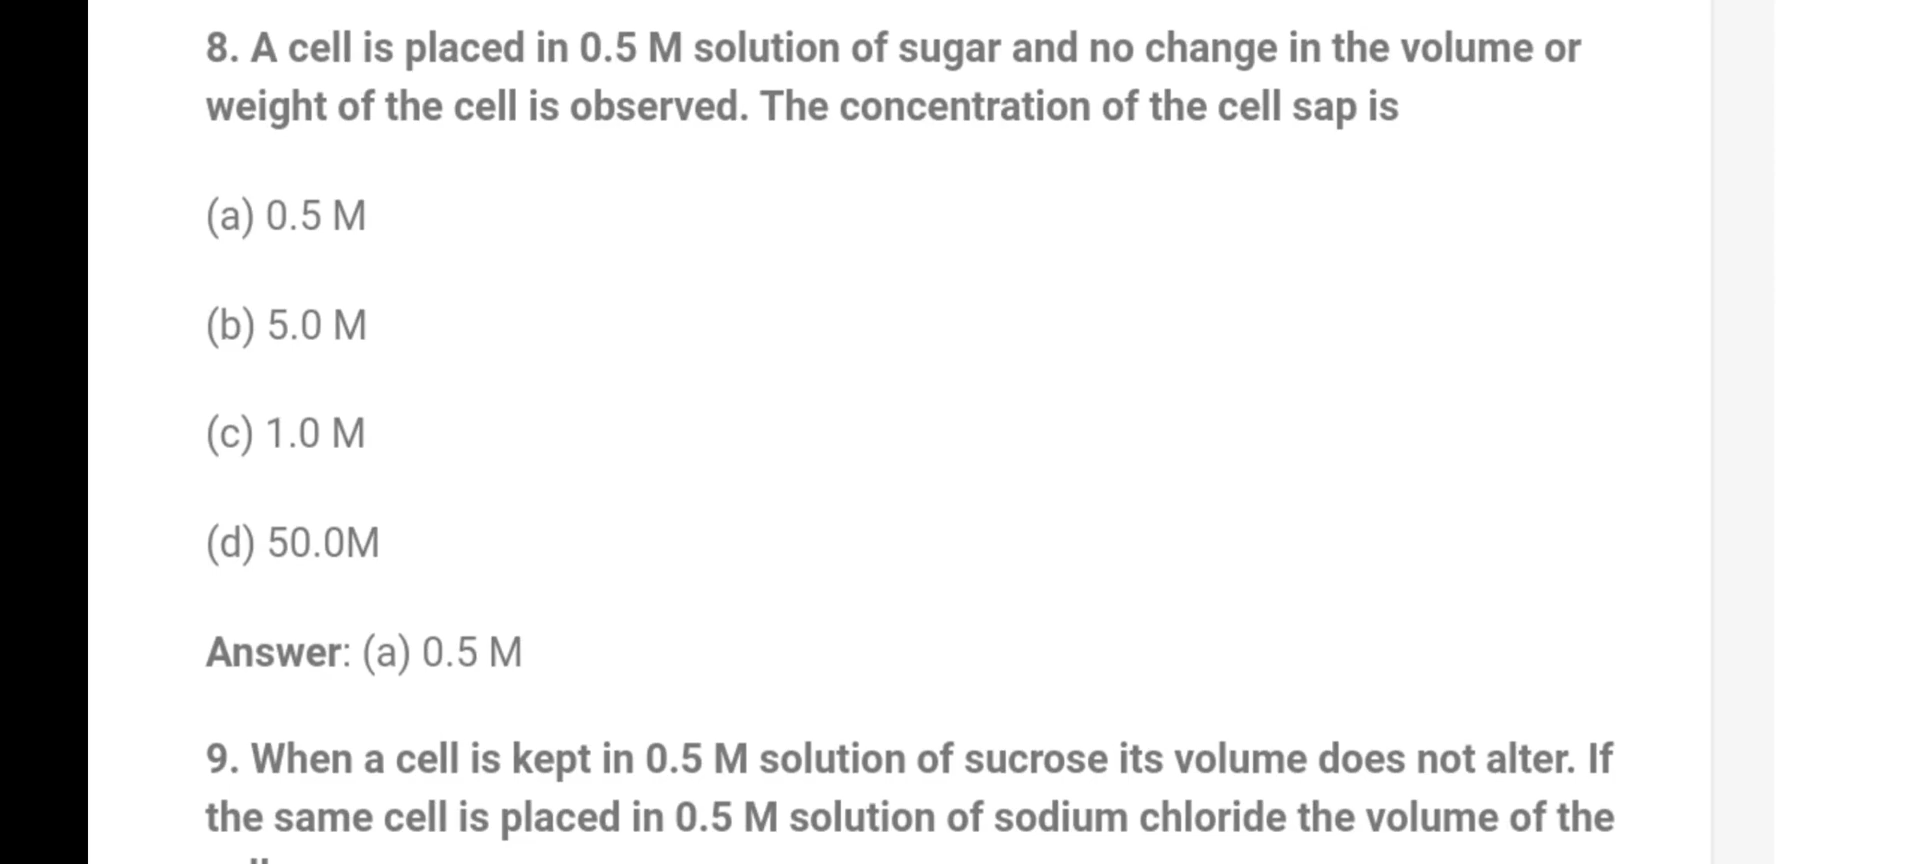 8. A cell is placed in 0.5 M solution of sugar and no change in the volume or
weight of the cell is observed. The concentration of the cell sap is
(a) 0.5 M
(b) 5.0 M
(c) 1.0 M
(d) 50.0M
Answer: (a) 0.5 M
9. When a cell is kept in 0.5 M solution of sucrose its volume does not alter. If
the same cell is placed in 0.5 M solution of sodium chloride the volume of the